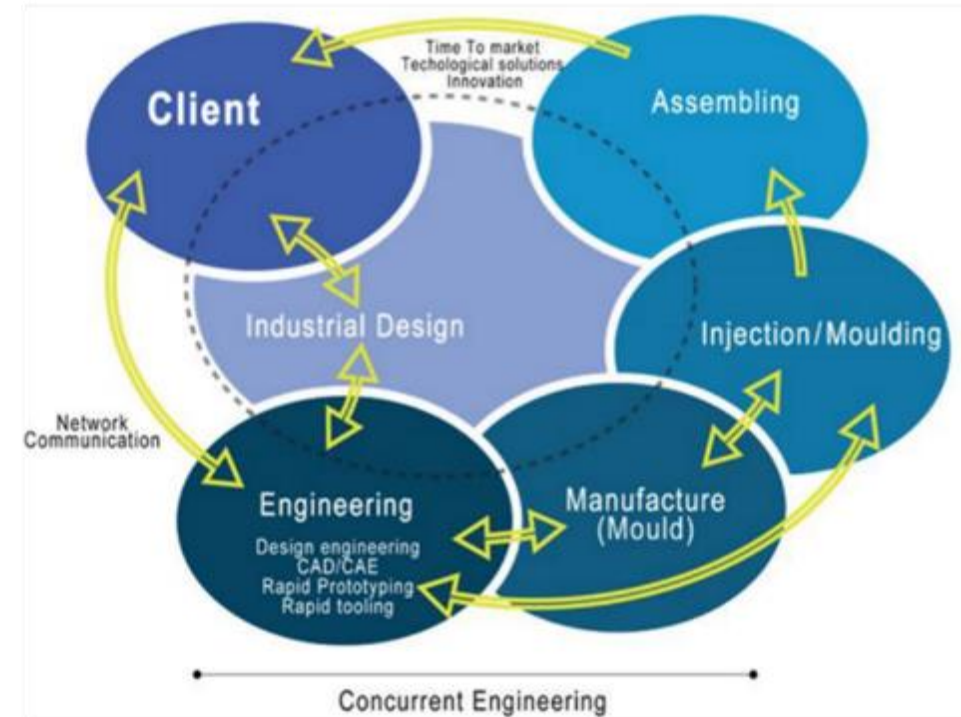 Client
Time To market
Techological solutions
Innovation
Assembling
Industrial Design
Injection/Moulding
Network
Communication
Engineering
Design engineering
CAD/CAE
Rapid Prototyping
Rapid tooling
Manufacture
(Mould)
Concurrent Engineering